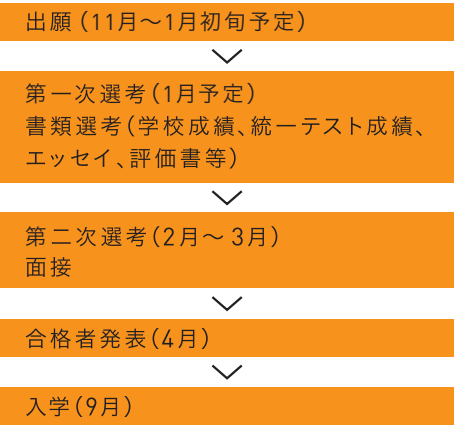 出願（11月〜1月初旬予定）
第一次選考（1月予定）
書類選考（学校成績、統一テスト成績、
エッセイ、評価書等）
第二次選考（2月〜 3月）
面接
合格者発表（4月）
入学（9月）